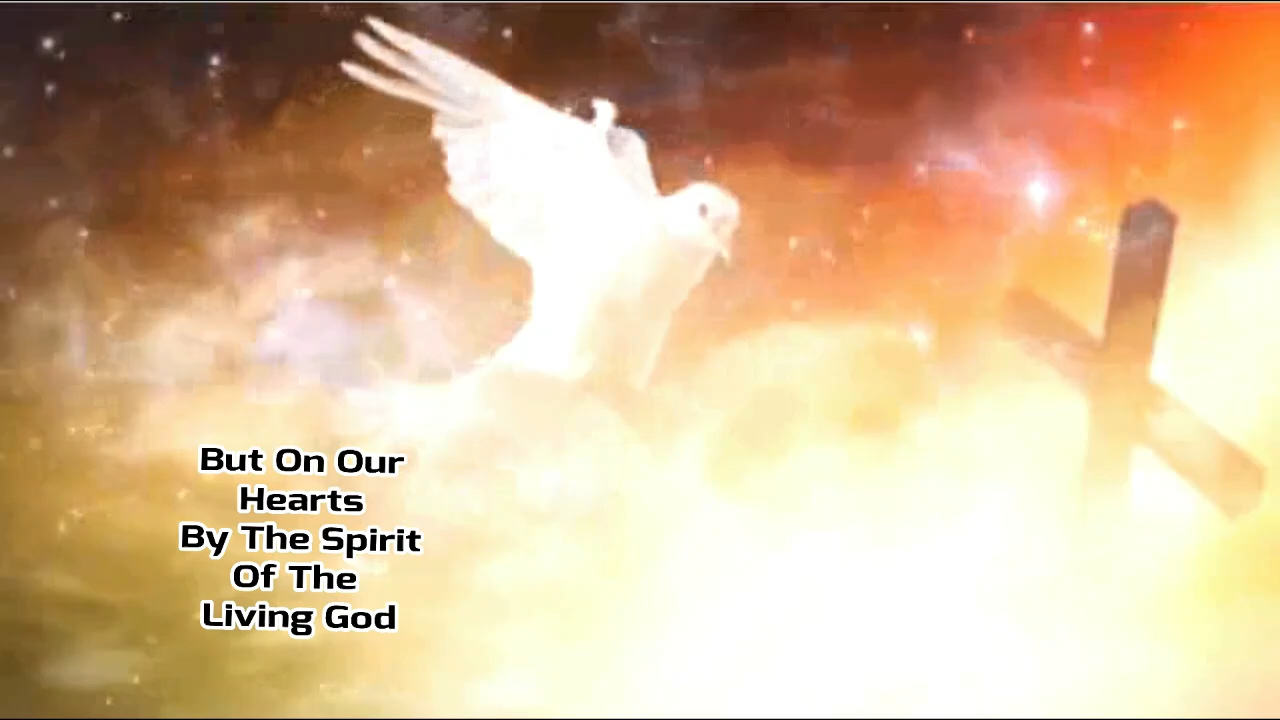 But On Our
Hearts
By The Spirit
Of The
Living God